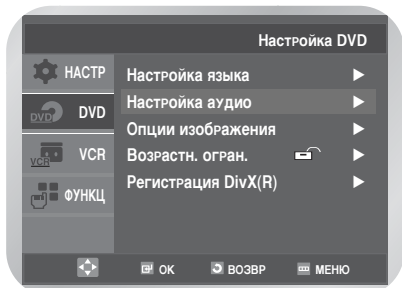 Настройка DVD
НАСТР
Настройка языка
DVD
DVD
Настройка аудио
Опции изображения
VCR
VCR
Возрастн. огран.
ФУНКЦ
Регистрация DivX(R)
ОК
ВОЗВР
МЕНЮ